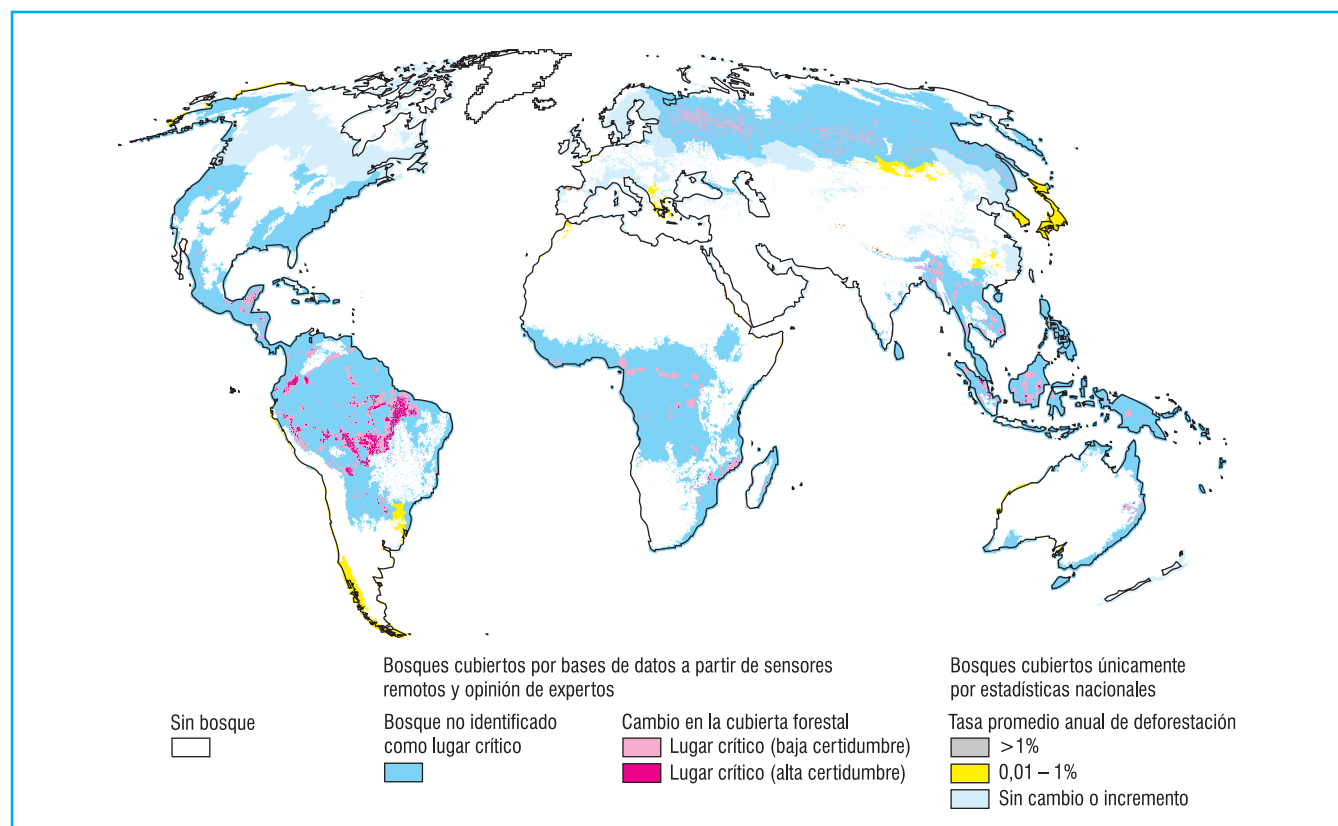 Bosques cubiertos por bases de datos a partir de sensores
remotos y opinión de expertos
Bosques cubiertos únicamente
por estadísticas nacionales
Sin bosque
Bosque no identificado
como lugar crítico
Cambio en la cubierta forestal
Lugar crítico (baja certidumbre)
Lugar crítico (alta certidumbre)
Tasa promedio anual de deforestación
>1%
0,01 – 1%
Sin cambio o incremento